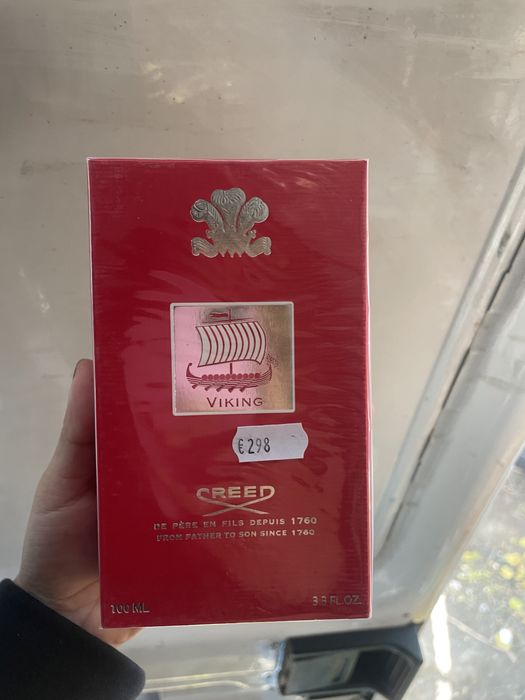 VIKING
€298
CREED
DE PÈRE EN FILS DEPUIS 1760
FROM FATHER TO SON SINCE 1760
100 ML
3.3 FL.OZ.